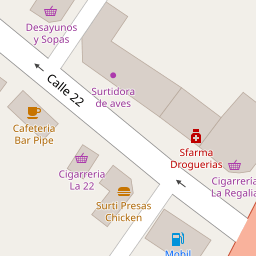 Desayunos
y Sopas
Calle 22
Surtidora
de aves
Cafeteria
Bar Pipe
Sfarma
Droguerias
Cigarreria
La 22
Cigarreria
La Regalia
Surti Presas
Chicken
Mobil